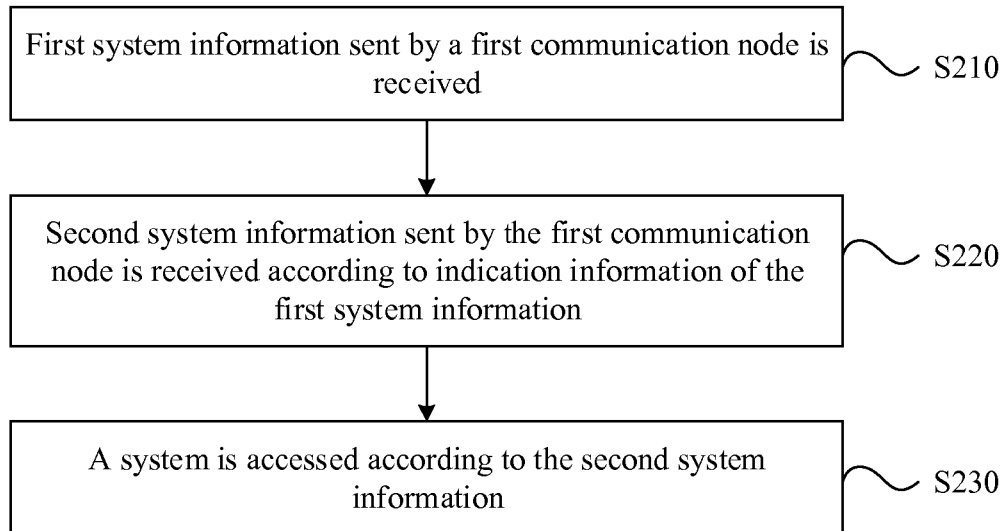 First system information sent by a first communication node is
received
S210
Second system information sent by the first communication
node is received according to indication information of the
first system information
S220
A system is accessed according to the second system
information
S230